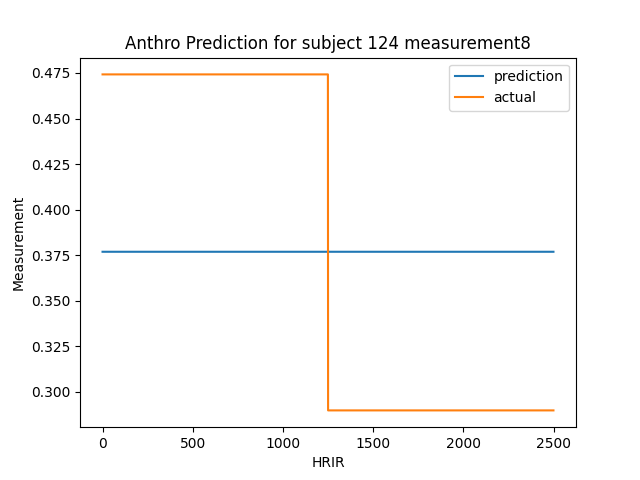 Anthro Prediction for subject 124 measurement8
prediction
actual
0.475
0.450
0.425
0.400
0.375
0.350
0.325
0.300
Measurement
0 500 1000 1500 2000 2500
HRIR